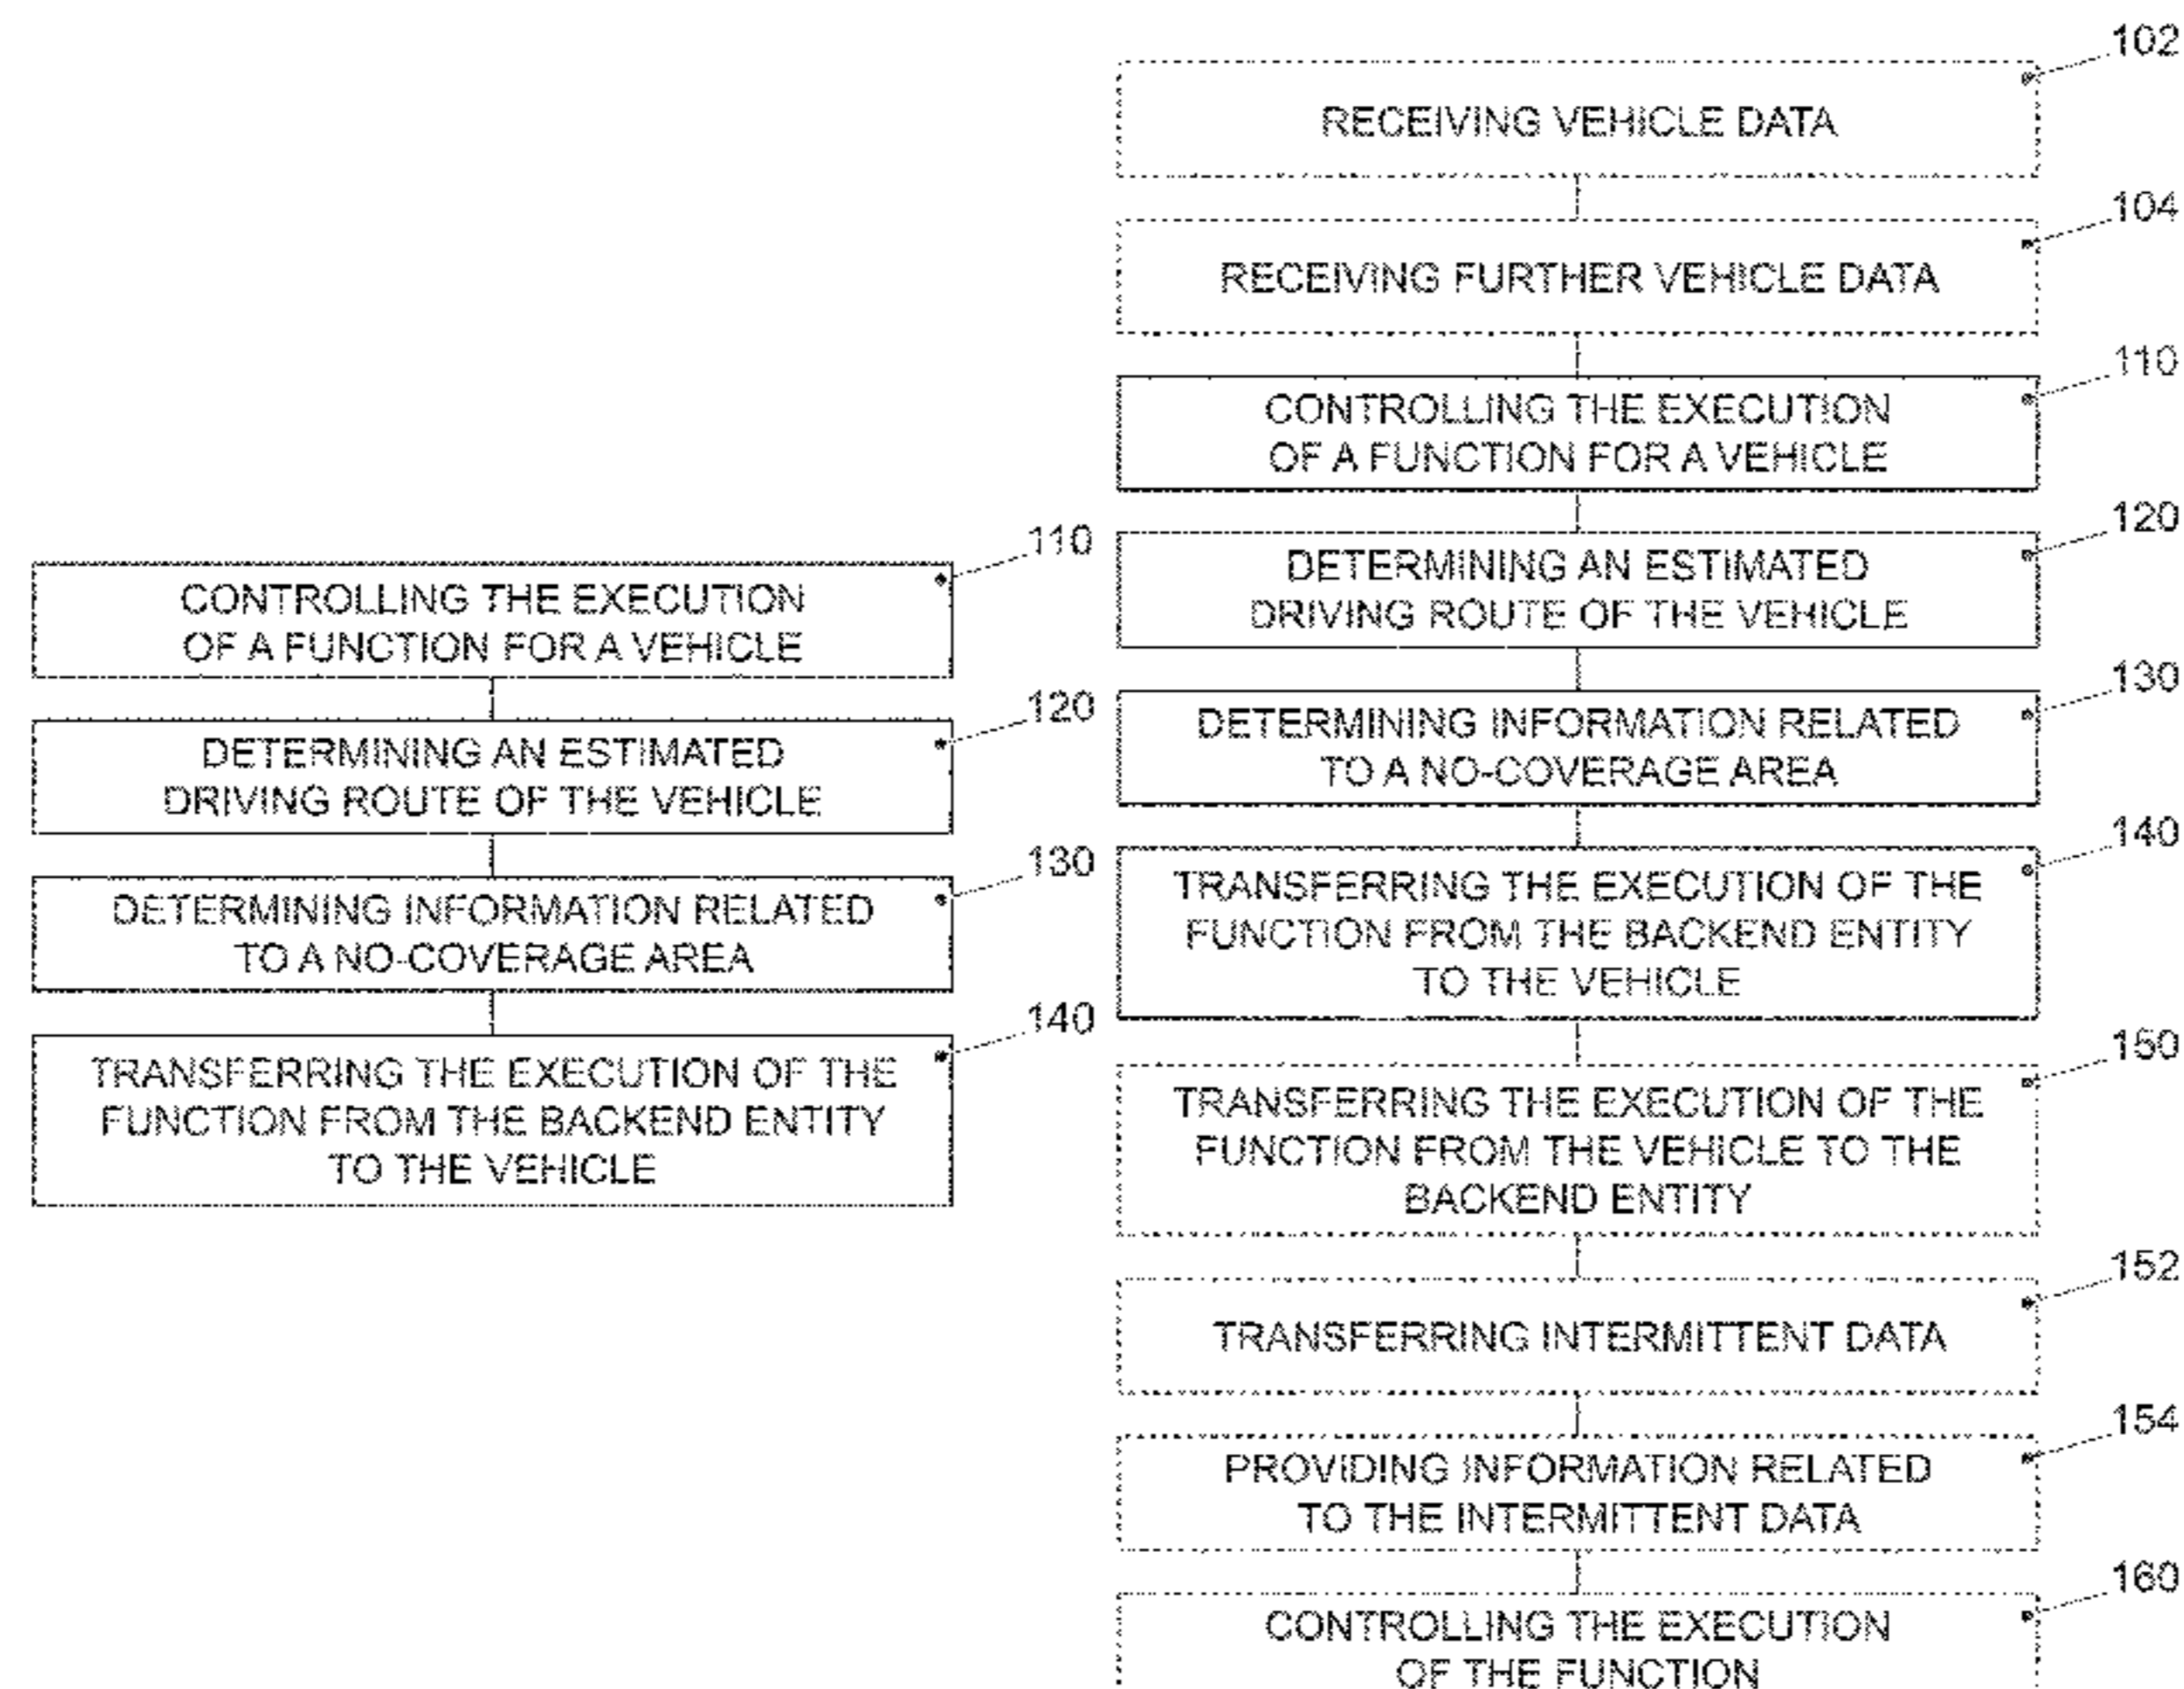 110
CONTROLLING THE EXECUTION
OF A FUNCTION FOR A VEHICLE
120
DETERMINING AN ESTIMATED
DRIVING ROUTE OF THE VEHICLE
130
DETERMINING INFORMATION RELATED
TO A NO-COVERAGE AREA
140
TRANSFERRING THE EXECUTION OF THE
FUNCTION FROM THE BACKEND ENTITY
TO THE VEHICLE
102
RECEIVING VEHICLE DATA
104
RECEIVING FURTHER VEHICLE DATA
110
CONTROLLING THE EXECUTION
OF A FUNCTION FOR A VEHICLE
120
DETERMINING AN ESTIMATED
DRIVING ROUTE OF THE VEHICLE
130
DETERMINING INFORMATION RELATED
TO A NO-COVERAGE AREA
140
TRANSFERRING THE EXECUTION OF THE
FUNCTION FROM THE BACKEND ENTITY
TO THE VEHICLE
150
TRANSFERRING THE EXECUTION OF THE
FUNCTION FROM THE VEHICLE TO THE
BACKEND ENTITY
152
TRANSFERRING INTERMITTENT DATA
154
PROVIDING INFORMATION RELATED
TO THE INTERMITTENT DATA
160
CONTROLLING THE EXECUTION
OF THE FUNCTION